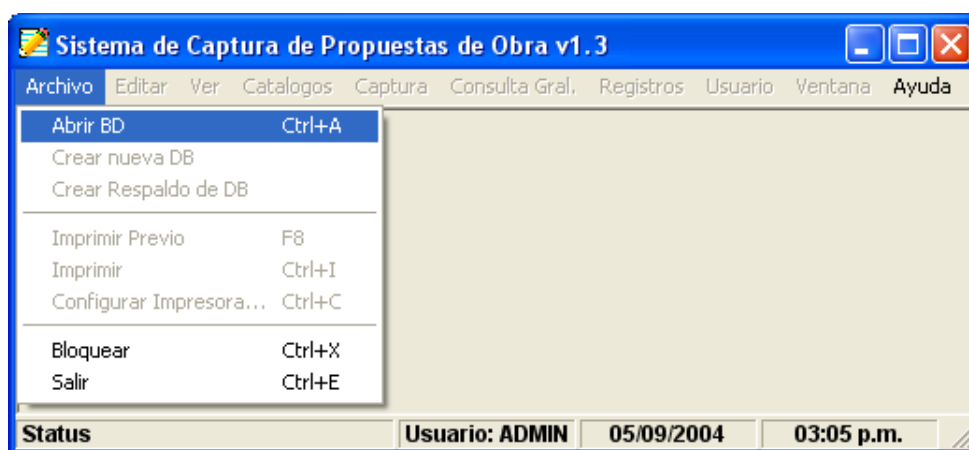 Sistema de Captura de Propuestas de Obra v1.3
Archivo Editar Ver Catalogos Captura Consulta Gral. Registros Usuario Ventana Ayuda
Abrir BD Ctrl+A
Crear nueva DB
Crear Respaldo de DB
Imprimir Previo F8
Imprimir Ctrl+I
Configurar Impresora... Ctrl+C
Bloquear Ctrl+X
Salir Ctrl+E
Status Usuario: ADMIN 05/09/2004 03:05 p.m.